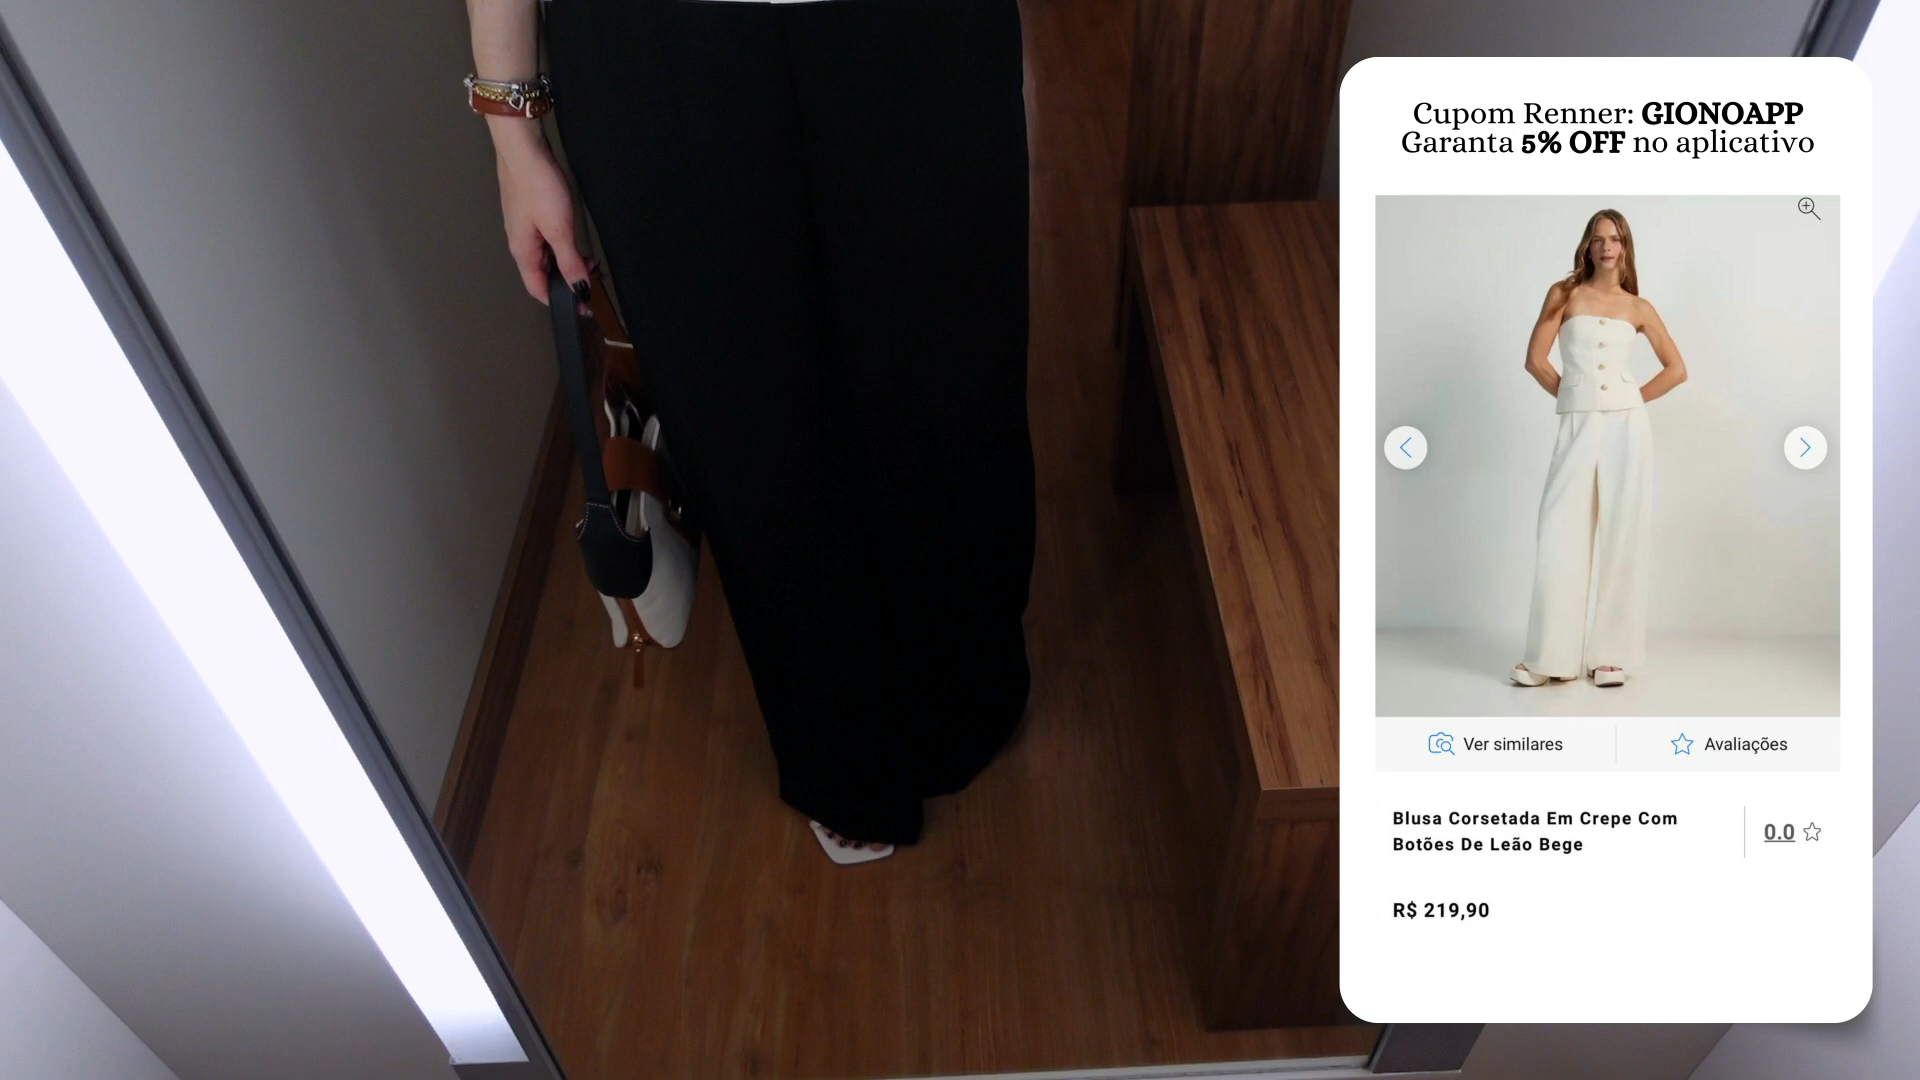 Cupom Renner: GIONOAPP
Garanta 5% OFF no aplicativo
Ver similares
Avaliações
Blusa Corsetada Em Crepe Com
Botões De Leão Bege
0.0
R$ 219,90